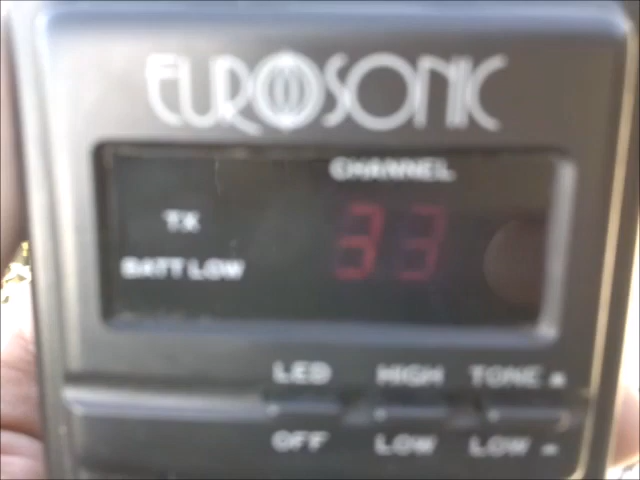 EUROSONIC
CHANNEL
TX
33
BATT LOW
LED HIGH TONE
OFF LOW LOW -